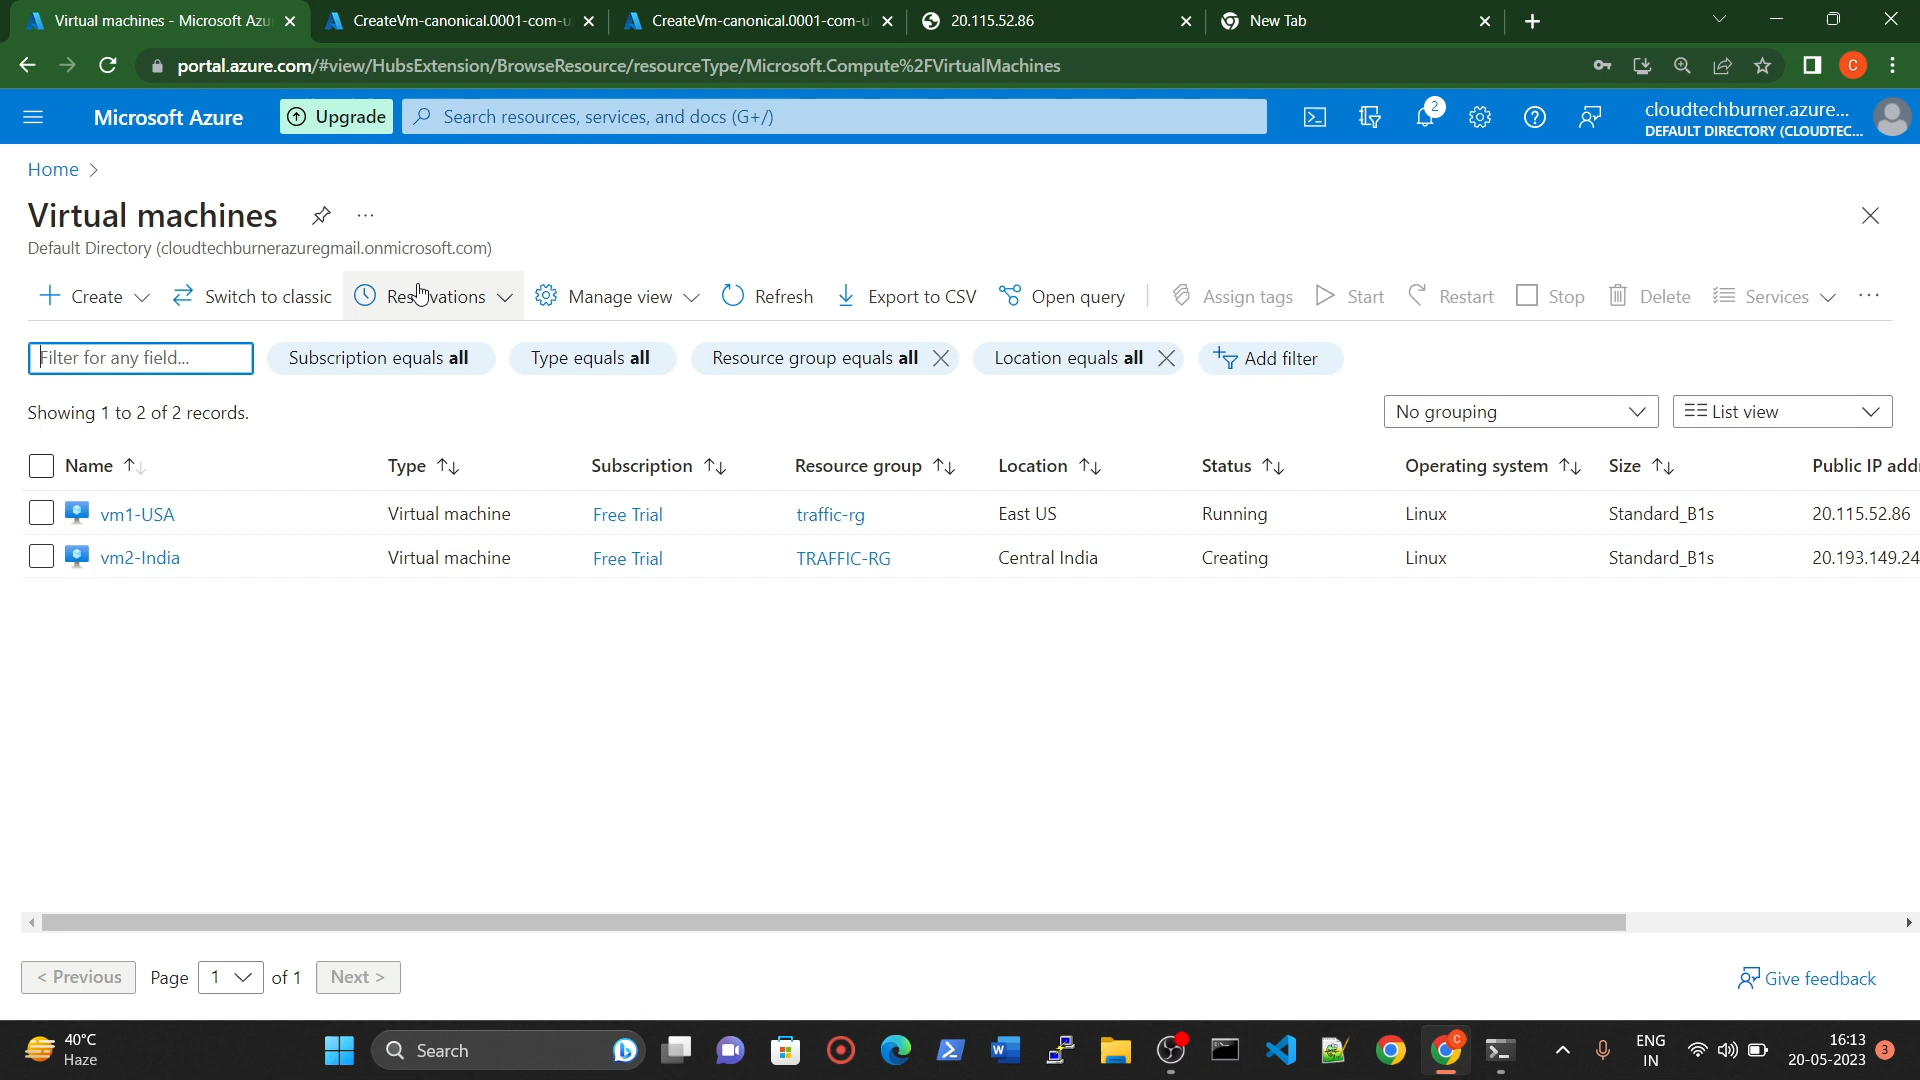 Virtual machines - Microsoft Azu
CreateVm-canonical.0001-com-u
CreateVm-canonical.0001-com-u
20.115.52.86
New Tab
portal.azure.com/#view/HubsExtension/BrowseResource/resourceType/Microsoft.Compute%2FVirtualMachines
C
Microsoft Azure
Upgrade
Search resources, services, and docs (G+/)
2
cloudtechburner.azure...
DEFAULT DIRECTORY (CLOUDTEC...
Home
Virtual machines
Default Directory (cloudtechburnerazuregmail.onmicrosoft.com)
Create
Switch to classic
Reservations
Manage view
Refresh
Export to CSV
Open query
Assign tags
Start
Restart
Stop
Delete
Services
Filter for any field...
Subscription equals all
Type equals all
Resource group equals all
Location equals all
Add filter
Showing 1 to 2 of 2 records.
No grouping
List view
Name Type Subscription Resource group Location Status Operating system Size Public IP add
vm1-USA Virtual machine Free Trial traffic-rg East US Running Linux Standard_B1s 20.115.52.86
vm2-India Virtual machine Free Trial TRAFFIC-RG Central India Creating Linux Standard_B1s 20.193.149.24
< Previous Page 1 of 1 Next >
Give feedback
40°C
Haze
Search
ENG
IN
16:13
20-05-2023
3